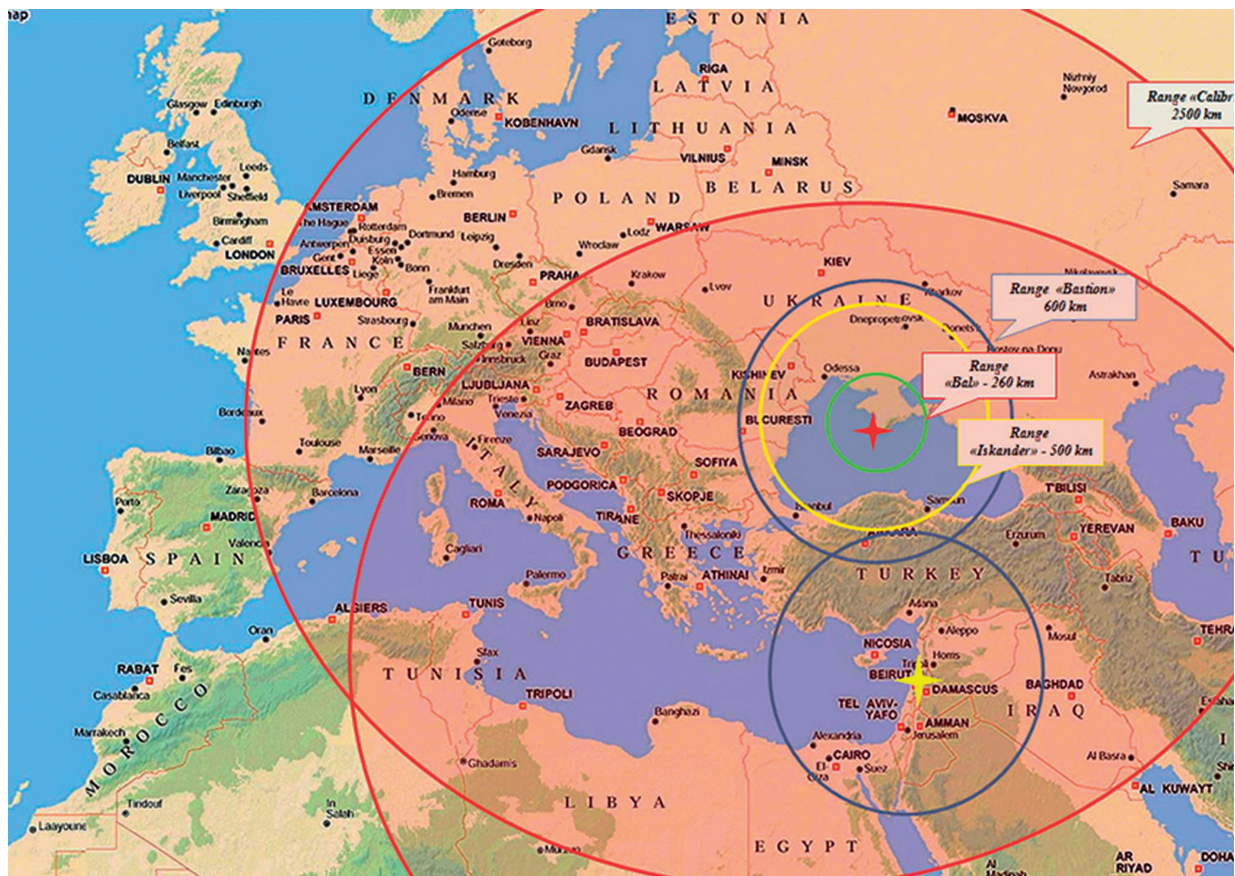 map
ESTONIA
Goteborg
RIGA
LATVIA
Nizhniy
Novgorod
Range «Calibr
2500 km
DENMARK
Glasgow
Edinburgh
Odense
KOBENHAVN
MOSKVA
LITHUANIA
Belfast
Gdansk
VILNIUS
MINSK
DUBLIN
Manchester
Leeds
Liverpool
Sheffield
Hamburg
Bremen
POLAND
BELARUS
Samara
Birmingham
AMSTERDAM
The Hague
Rotterdam
BERLIN
WARSAW
Cardiff
LONDON
Antwerpen
Duisburg
Dortmund
Leipzig
Lodz
Gent
Essen
Wroclaw
BRUXELLES
Koln
Bonn
Dresden
Liege
PRAHA
KIEV
Le
Havre
LUXEMBOURG
Frankfurt
am Main
Krakow
Lvov
UKRAINE
Range «Bastion»
600 km
PARIS
Strasbourg
Brno
Dnepropetrovsk
Munchen
Linz
BRATISLAVA
Donets
FRANCE
Salzburg
VIENNA
Nantes
Innsbruck
Graz
BUDAPEST
Rostov na Donu
BERN
KISHINEV
Odessa
Range
«Bal» - 260 km
Astrakhan
Lyon
LJUBLJANA
Trieste
ROMANIA
Milano
ZAGREB
Torino
Venezia
Bordeaux
BUCURESTI
Genova
BEOGRAD
Range
«Iskander» - 500 km
Toulouse
Marseille
Firenze
Bilbao
SARAJEVO
ITALY
SOFIYA
Zaragoza
Barcelona
PODGORICA
SKOPJE
T'BILISI
Porto
ROMA
Istanbul
Samsun
MADRID
Napoli
TIRANE
BAKU
YEREVAN
Valencia
Thessaloniki
ANKARA
Erzurum
TU
LISBOA
SPAIN
Cagliari
GREECE
Palermo
Patrai
ATHINAI
Izmir
TURKEY
Tabriz
Sevilla
ALGIERS
TUNIS
Adana
Oran
NICOSIA
Aleppo
Mosul
TEHRA
RABAT
Fes
Sfax
Tripoli
Homs
Casablanca
TUNISIA
BEIRUT
DAMASCUS
BAGHDAD
TRIPOLI
TEL AVIV-
YAFO
IRAQ
MOROCCO
Banghazi
AMMAN
Marrakech
Alexandria
Jerusalem
Ghadamis
CAIRO
El-
Giza
Suez
Al Basra
I
AL KUWAYT
Tindouf
In
Salah
LIBYA
Laayoune
EGYPT
Al
Madinah
AR
RIYAD
DOHA